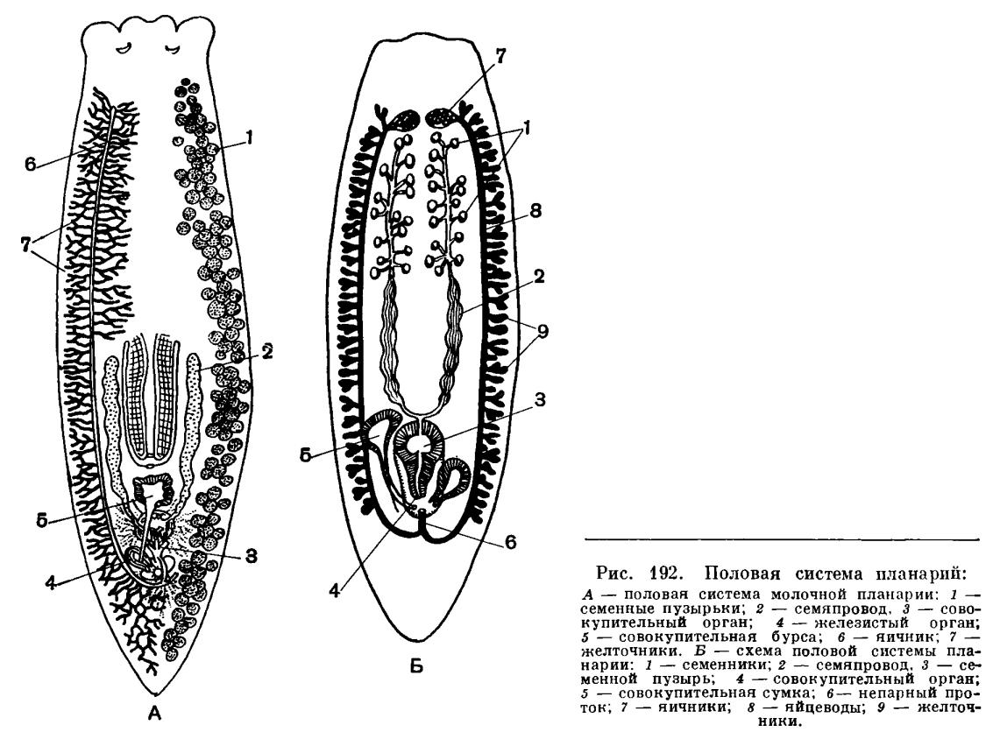 7
1
1
6
8
7
2
9
2
3
5
5
3
6
4
4
Б
А
Рис. 192. Половая система планарий:
А — половая система молочной планарии: 1 —
семенные пузырьки; 2 — семяпровод, 3 — сово-
купительный орган; 4 — железистый орган;
5 — совокупительная бурса; 6 — яичник; 7 —
желточники. Б — схема половой системы пла-
нарии: 1 — семенники; 2 — семяпровод, 3 — се-
менной пузырь; 4 — совокупительный орган;
5 — совокупительная сумка; 6— непарный про-
ток; 7 — яичники; 8 — яйцеводы; 9 — желточ-
ники.